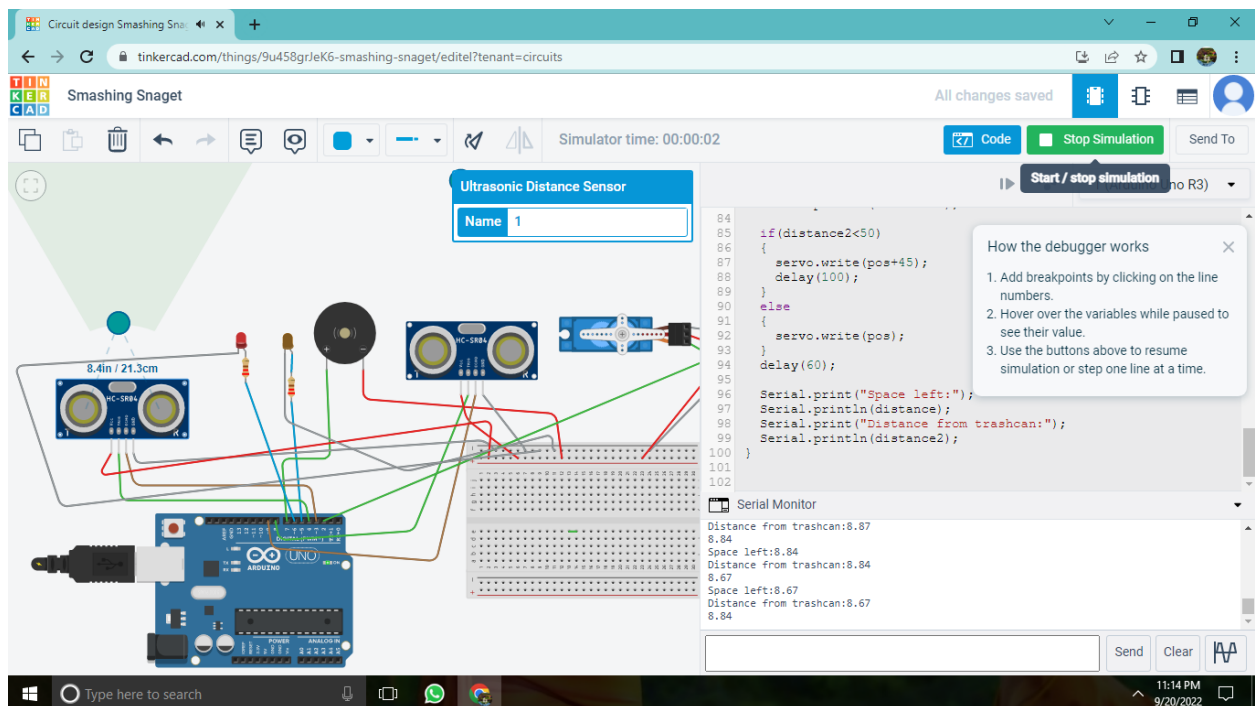 Circuit design Smashing Snag
tinkercad.com/things/9u458grJeK6-smashing-snaget/editel?tenant=circuits
TIN
KER
CAD
Smashing Snaget
All changes saved
Simulator time: 00:00:02
Code
Stop Simulation
Send To
Start / stop simulation
no R3)
Ultrasonic Distance Sensor
Name 1
84
85 if(distance2<50)
86 {
87 servo.write(pos+45);
88 delay(100);
89 }
90 else
91 {
92 servo.write(pos);
93 }
94 delay(60);
95
96 Serial.print("Space left:");
97 Serial.println(distance);
98 Serial.print("Distance from trashcan:");
99 Serial.println(distance2);
100 }
101
102
How the debugger works
1. Add breakpoints by clicking on the line
numbers.
2. Hover over the variables while paused to
see their value.
3. Use the buttons above to resume
simulation or step one line at a time.
8.4in / 21.3cm
HC-SR04
HC-SR04
ARDUINO
UNO
POWER
ANALOG IN
Serial Monitor
Distance from trashcan:8.87
8.84
Space left:8.84
Distance from trashcan:8.84
8.67
Space left:8.67
Distance from trashcan:8.67
8.84
Send
Clear
Type here to search
11:14 PM
9/20/2022